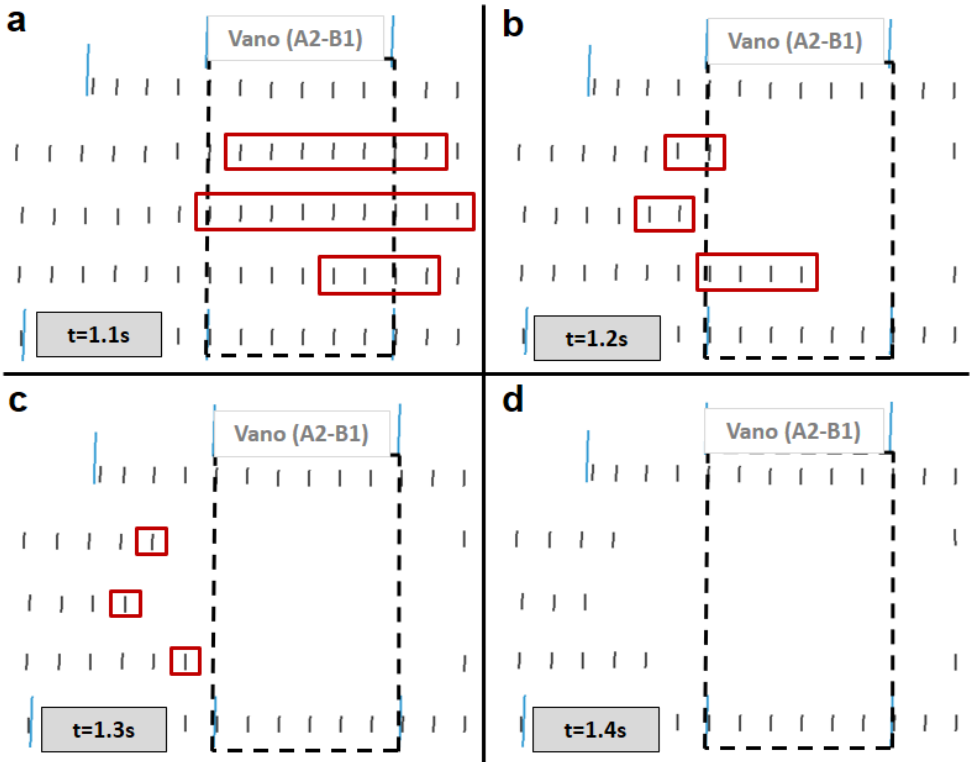 a
Vano (A2-B1)
t=1.1s
b
Vano (A2-B1)
t=1.2s
c
Vano (A2-B1)
t=1.3s
d
Vano (A2-B1)
t=1.4s